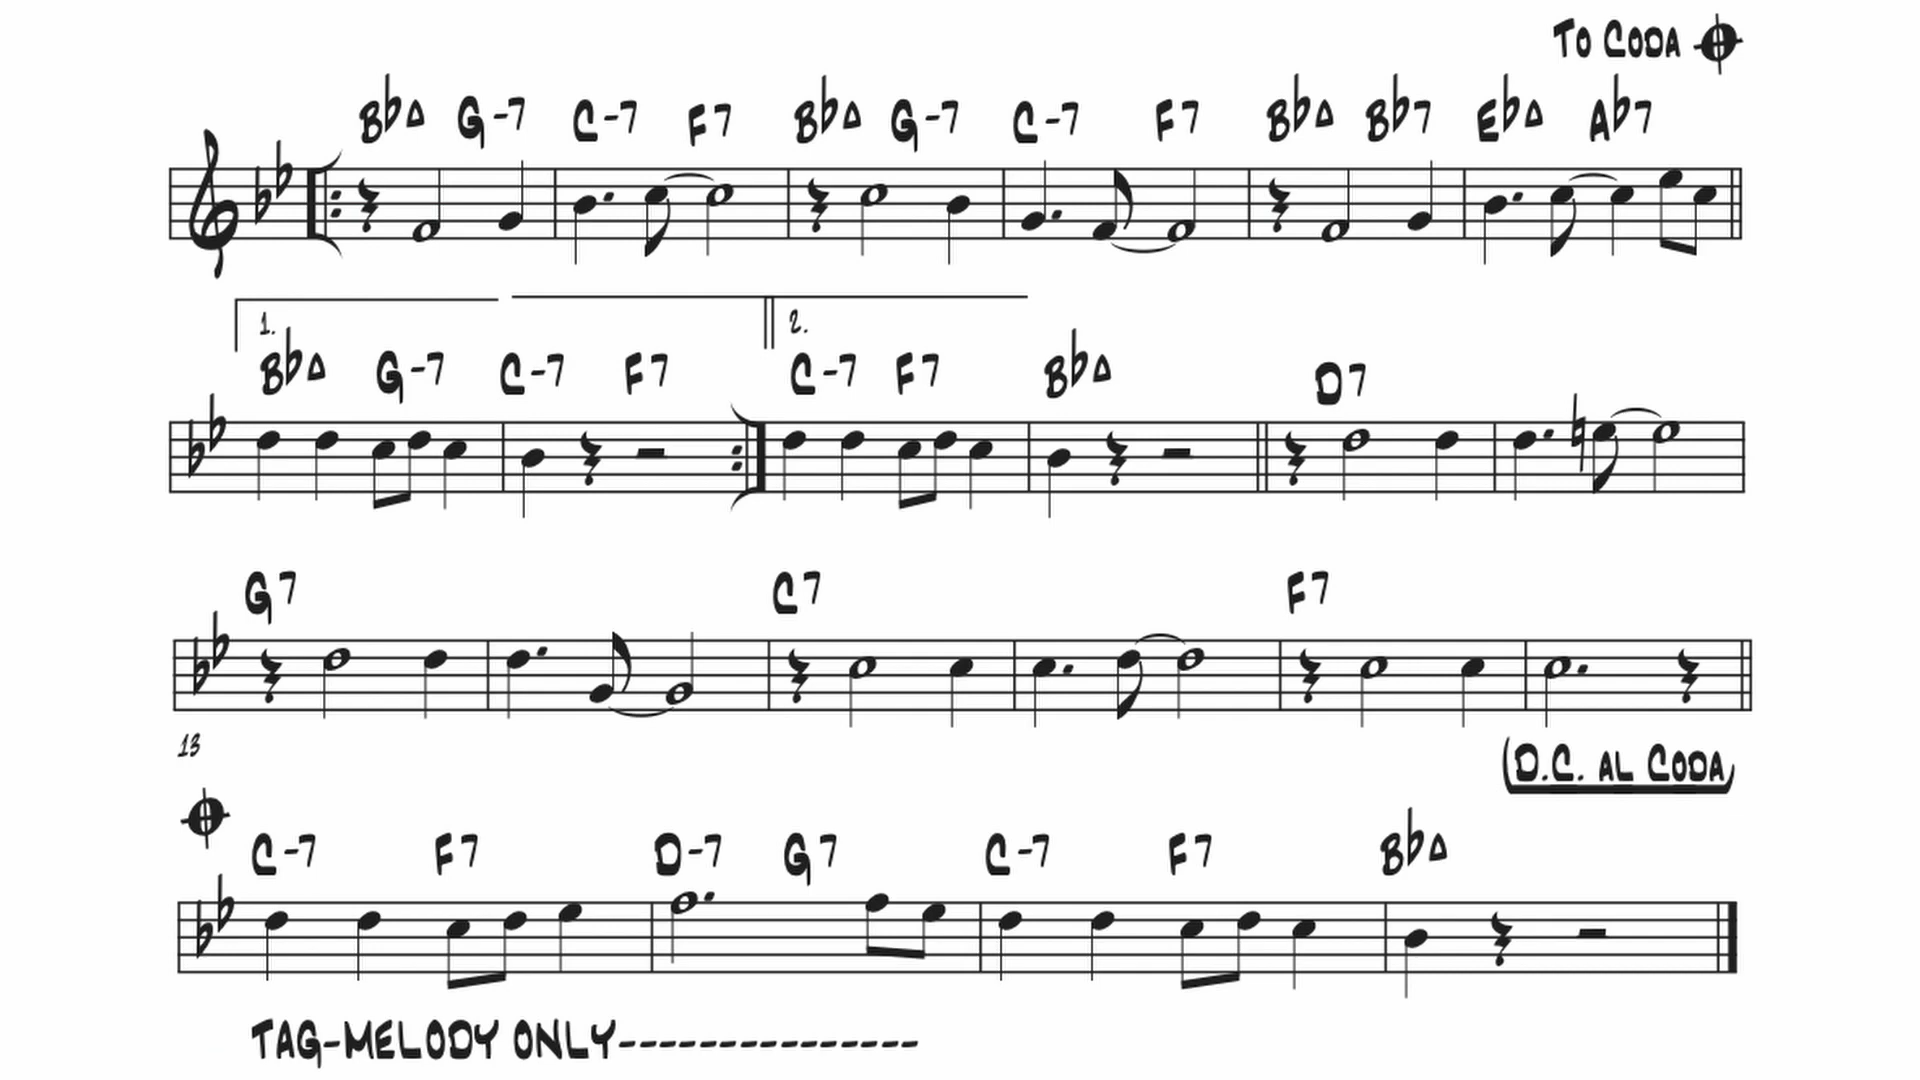 TO CODA
B♭Δ G-7 C-7 F7 B♭Δ G-7 C-7 F7 B♭Δ B♭7 E♭Δ A♭7
1. 2.
B♭Δ G-7 C-7 F7 C-7 F7 B♭Δ D7
G7 C7 F7
13
(D.C. AL CODA)
C-7 F7 D-7 G7 C-7 F7 B♭Δ
TAG-MELODY ONLY---------------